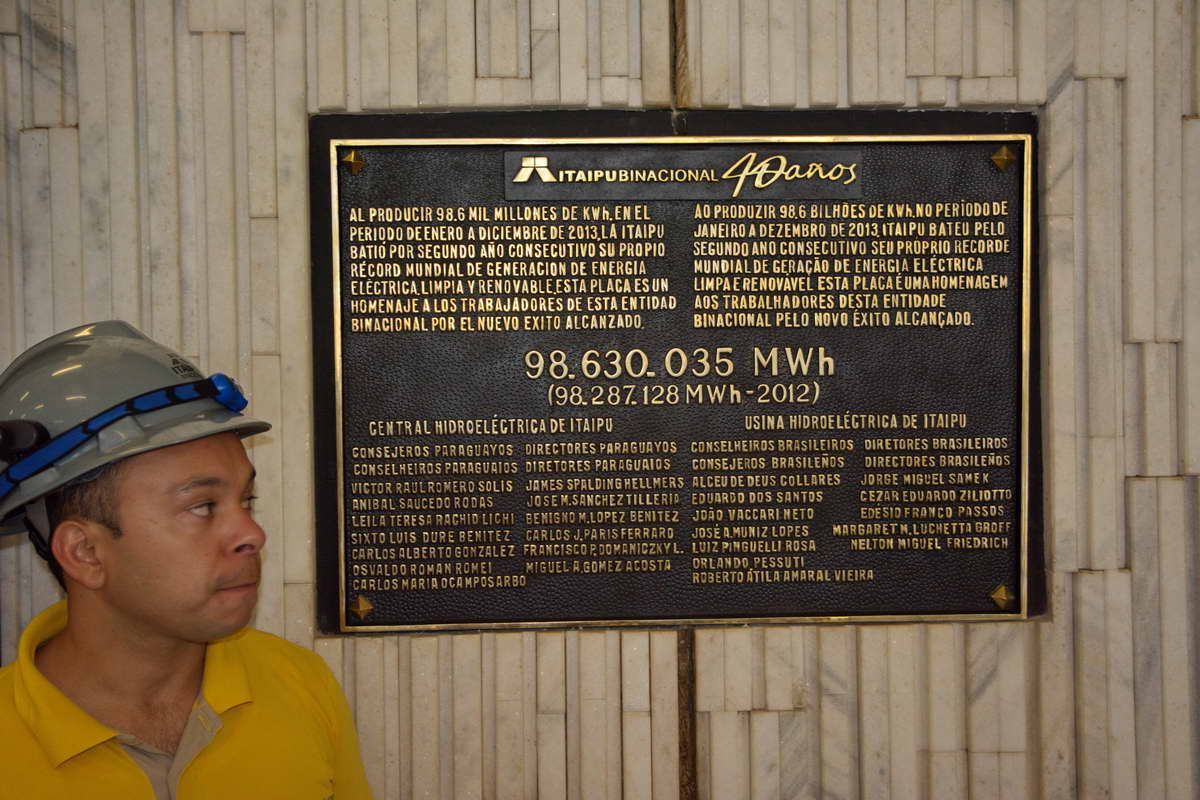 ITAIPU BINACIONAL 40 años
AL PRODUCIR 98.6 MIL MILLONES DE KWh, EN EL
PERIODO DE ENERO A DICIEMBRE DE 2013, LA ITAIPU
BATIÓ POR SEGUNDO AÑO CONSECUTIVO SU PROPIO
RÉCORD MUNDIAL DE GENERACION DE ENERGIA
ELÉCTRICA, LIMPIA Y RENOVABLE, ESTA PLACA ES UN
HOMENAJE A LOS TRABAJADORES DE ESTA ENTIDAD
BINACIONAL POR EL NUEVO EXITO ALCANZADO.
AO PRODUZIR 98,6 BILHÕES DE KWh, NO PERÍODO DE
JANEIRO A DEZEMBRO DE 2013, ITAIPU BATEU PELO
SEGUNDO ANO CONSECUTIVO SEU PRÓPRIO RECORDE
MUNDIAL DE GERAÇÃO DE ENERGIA ELÉCTRICA
LIMPA E RENOVÁVEL. ESTA PLACA É UMA HOMENAGEM
AOS TRABALHADORES DESTA ENTIDADE
BINACIONAL PELO NOVO ÉXITO ALCANÇADO.
98.630.035 MWh
(98.287.128 MWh-2012)
CENTRAL HIDROELÉCTRICA DE ITAIPU
CONSEJEROS PARAGUAYOS
CONSELHEIROS PARAGUAIOS
VICTOR RAUL ROMERO SOLIS
ANIBAL SAUCEDO RODAS
LEILA TERESA RACHID LICHI
SIXTO LUIS DURE BENITEZ
CARLOS ALBERTO GONZALEZ
OSVALDO ROMAN ROMEI
CARLOS MARIA OCAMPOS ARBO
DIRECTORES PARAGUAYOS
DIRETORES PARAGUAIOS
JAMES SPALDING HELLMERS
JOSE M. SANCHEZ TILLERIA
BENIGNO M. LOPEZ BENITEZ
CARLOS J. PARIS FERRARO
FRANCISCO P. DOMANICZKY L.
MIGUEL A. GOMEZ ACOSTA
USINA HIDROELÉCTRICA DE ITAIPU
CONSELHEIROS BRASILEIROS
CONSEJEROS BRASILEÑOS
ALCEU DE DEUS COLLARES
EDUARDO DOS SANTOS
JOÃO VACCARI NETO
JOSÉ A. MUNIZ LOPES
LUIZ PINGUELLI ROSA
ORLANDO PESSUTI
ROBERTO ÁTILA AMARAL VIEIRA
DIRETORES BRASILEIROS
DIRECTORES BRASILEÑOS
JORGE MIGUEL SAMEK
CEZAR EDUARDO ZILIOTTO
EDÉSIO FRANCO PASSOS
MARGARET M. LUCHETTA GROFF
NELTON MIGUEL FRIEDRICH